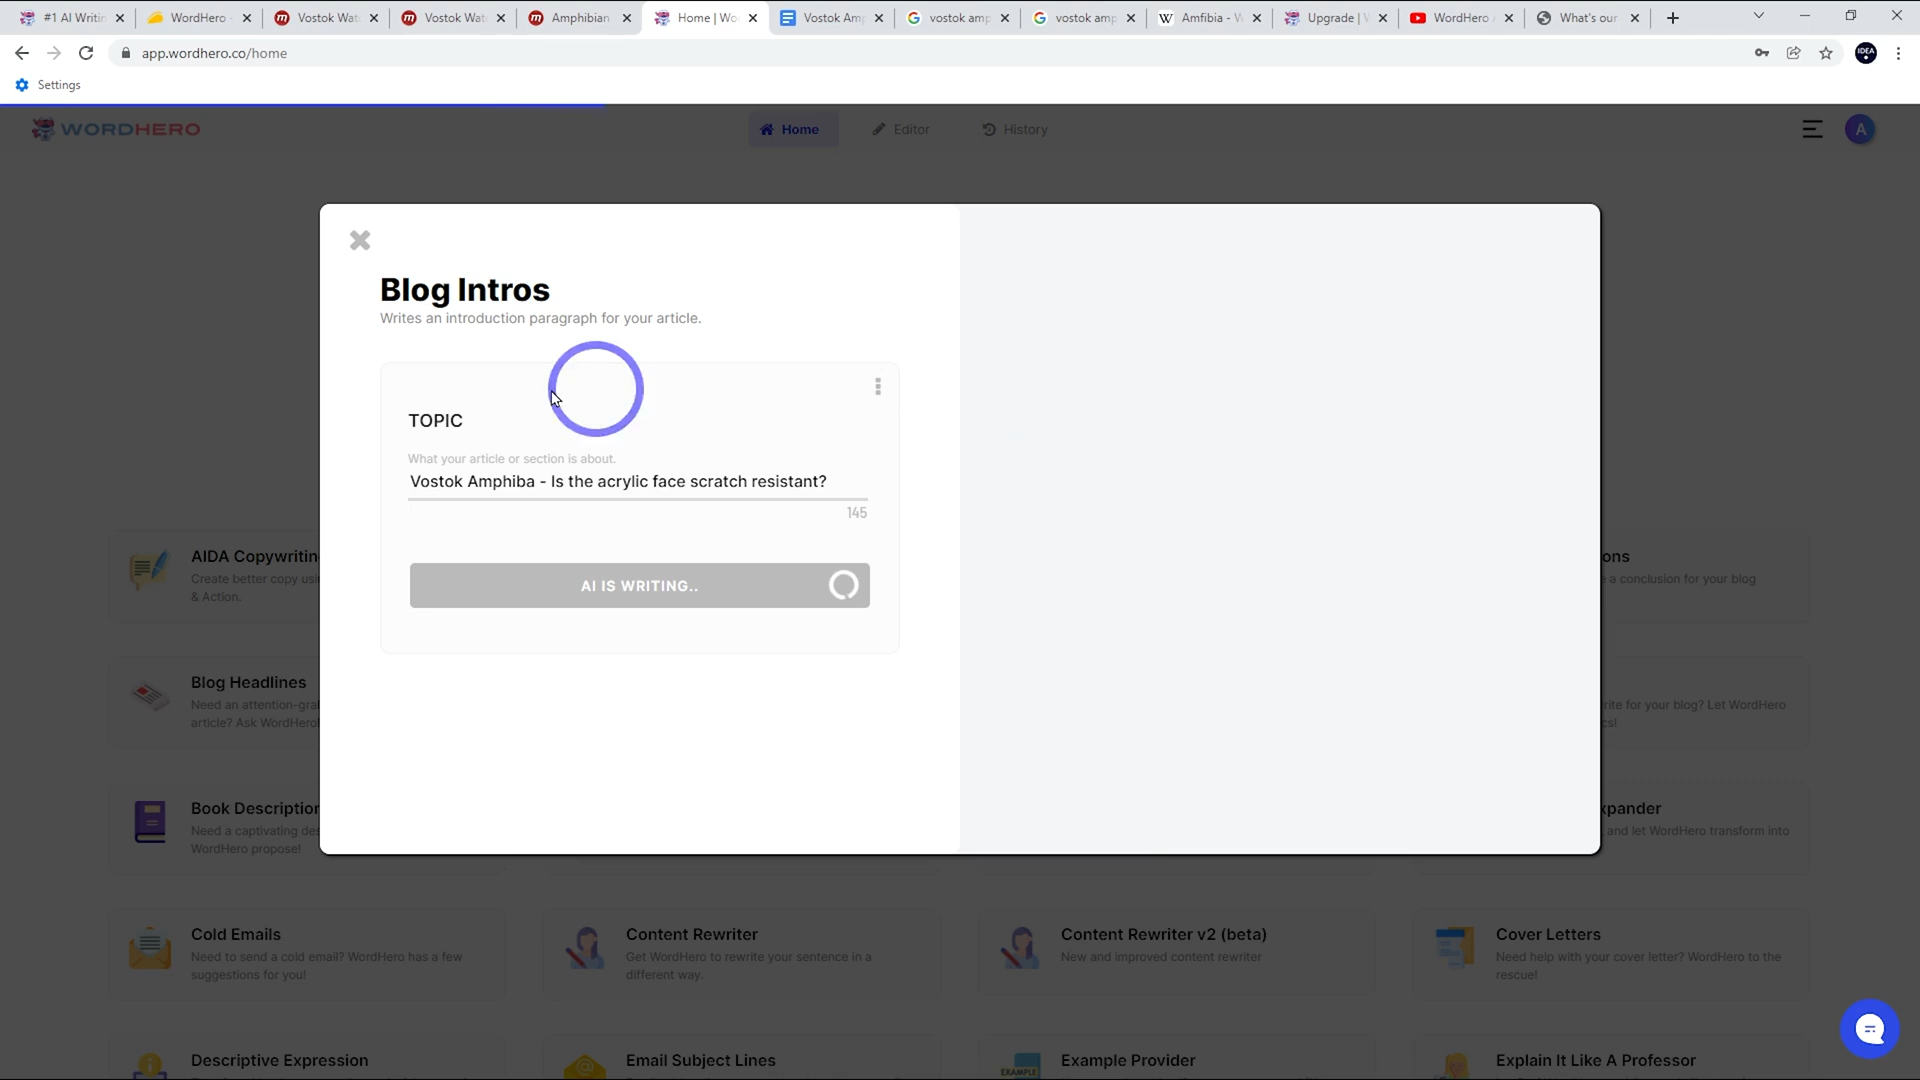 #1 AI Writin
WordHero -
Vostok Wat
Vostok Wat
Amphibian
Home | Wo
Vostok Amp
vostok amp
vostok amp
Amfibia - W
Upgrade | W
WordHero A
What's our
app.wordhero.co/home
IDEA
Settings
WORDHERO
Home
Editor
History
A
Blog Intros
Writes an introduction paragraph for your article.
TOPIC
What your article or section is about.
Vostok Amphiba - Is the acrylic face scratch resistant?
145
AI IS WRITING..
AIDA Copywriting
Create better copy usi
& Action.
ons
e a conclusion for your blog
Blog Headlines
Need an attention-gra
article? Ask WordHero
rite for your blog? Let WordHero
cs!
Book Description
Need a captivating des
WordHero propose!
xpander
and let WordHero transform into
Cold Emails
Need to send a cold email? WordHero has a few
suggestions for you!
Content Rewriter
Get WordHero to rewrite your sentence in a
different way.
Content Rewriter v2 (beta)
New and improved content rewriter
Cover Letters
Need help with your cover letter? WordHero to the
rescue!
Descriptive Expression
Email Subject Lines
EXAMPLE
Example Provider
Explain It Like A Professor